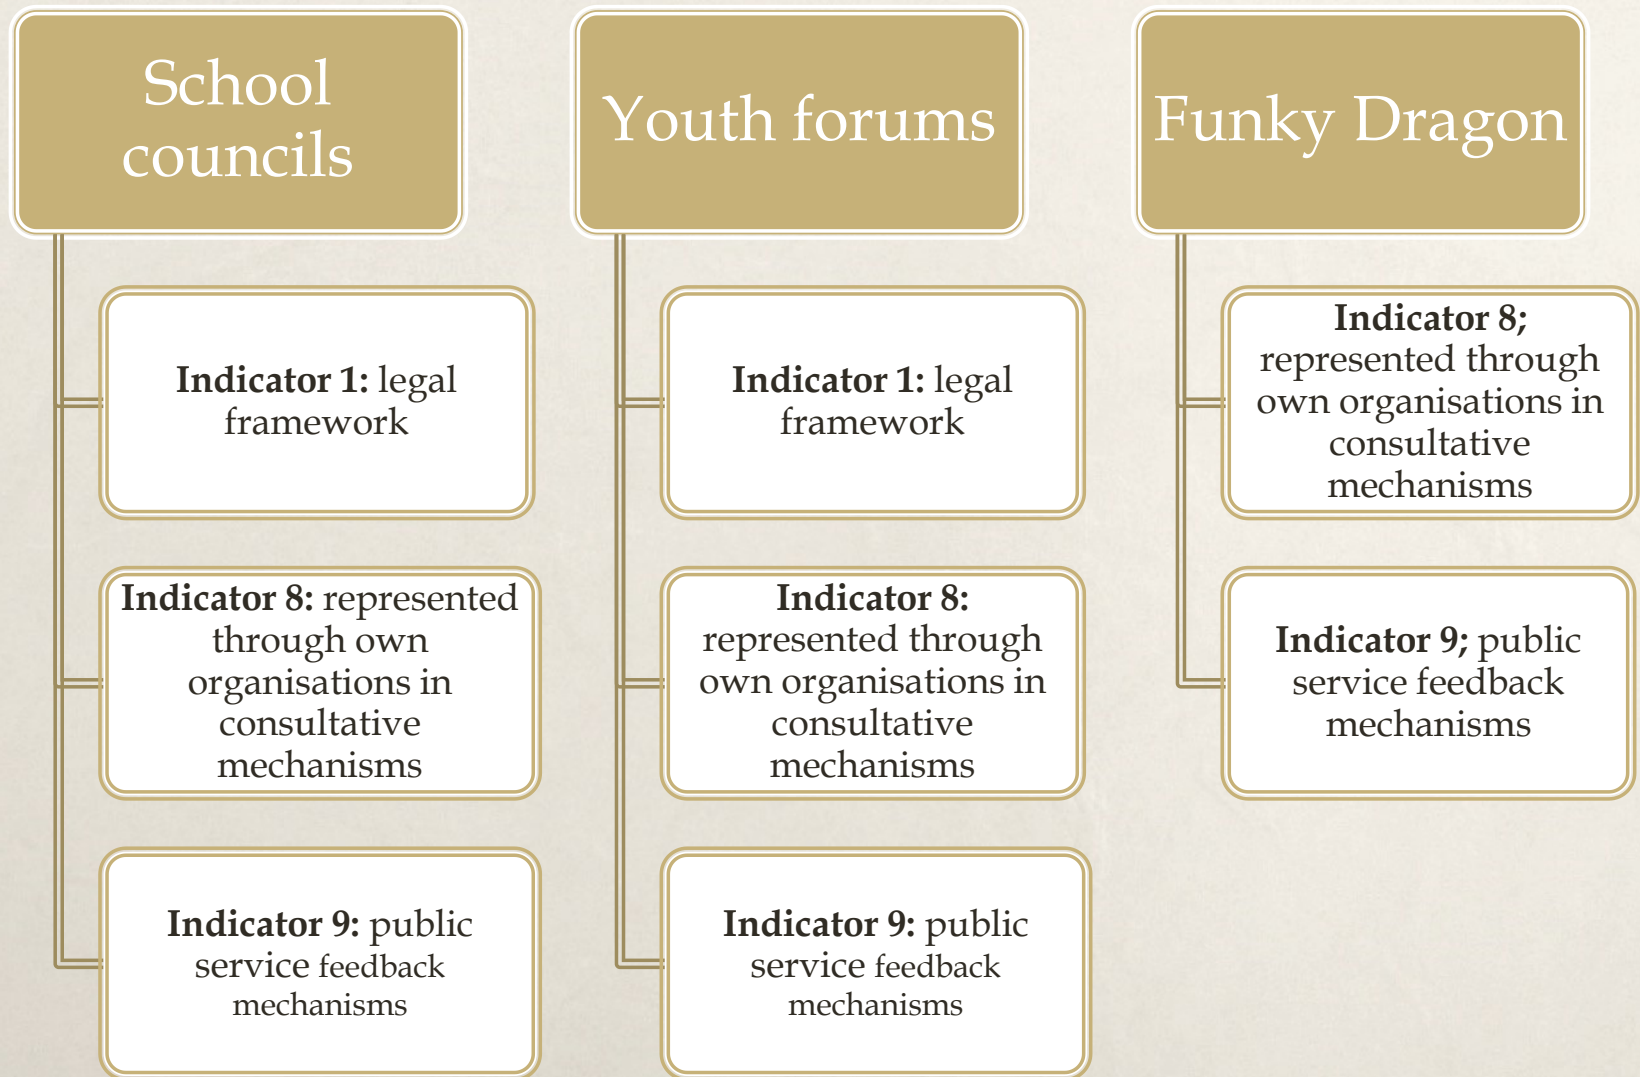 School
councils
Indicator 1: legal
framework
Indicator 8: represented
through own
organisations in
consultative
mechanisms
Indicator 9: public
service feedback
mechanisms
Youth forums
Indicator 1: legal
framework
Indicator 8:
represented through
own organisations in
consultative
mechanisms
Indicator 9: public
service feedback
mechanisms
Funky Dragon
Indicator 8;
represented through
own organisations in
consultative
mechanisms
Indicator 9; public
service feedback
mechanisms